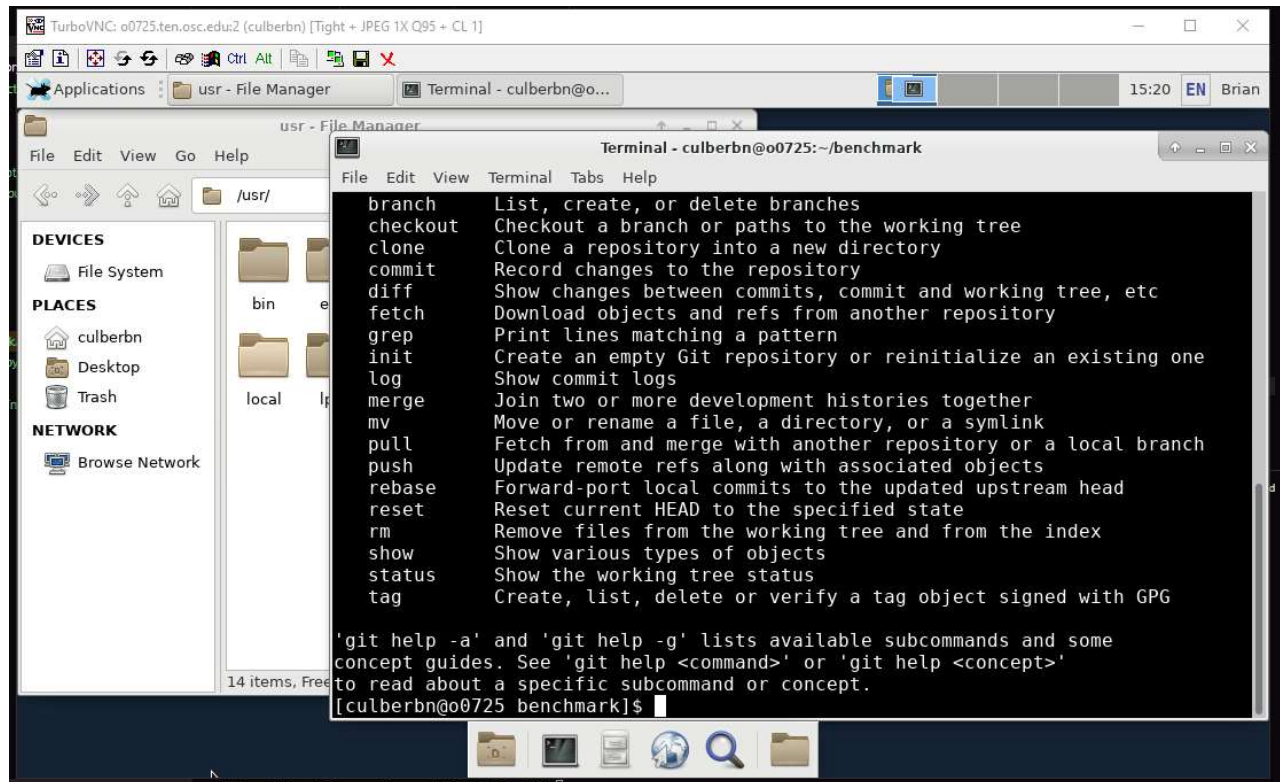 TurboVNC: o0725.ten.osc.edu:2 (culberbn) [Tight + JPEG 1X Q95 + CL 1]
Ctrl Alt
Applications usr - File Manager Terminal - culberbn@o... 15:20 EN Brian
usr - File Manager
File Edit View Go Help
/usr/
DEVICES
File System
PLACES
culberbn
Desktop
Trash
NETWORK
Browse Network
bin e
local lp
14 items, Free
Terminal - culberbn@o0725:~/benchmark
File Edit View Terminal Tabs Help
branch List, create, or delete branches
checkout Checkout a branch or paths to the working tree
clone Clone a repository into a new directory
commit Record changes to the repository
diff Show changes between commits, commit and working tree, etc
fetch Download objects and refs from another repository
grep Print lines matching a pattern
init Create an empty Git repository or reinitialize an existing one
log Show commit logs
merge Join two or more development histories together
mv Move or rename a file, a directory, or a symlink
pull Fetch from and merge with another repository or a local branch
push Update remote refs along with associated objects
rebase Forward-port local commits to the updated upstream head
reset Reset current HEAD to the specified state
rm Remove files from the working tree and from the index
show Show various types of objects
status Show the working tree status
tag Create, list, delete or verify a tag object signed with GPG
'git help -a' and 'git help -g' lists available subcommands and some
concept guides. See 'git help <command>' or 'git help <concept>'
to read about a specific subcommand or concept.
[culberbn@o0725 benchmark]$